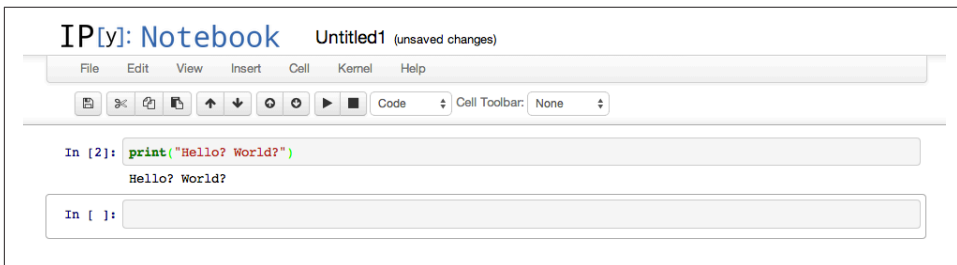 IP[y]: Notebook Untitled1 (unsaved changes)
File Edit View Insert Cell Kernel Help
Code Cell Toolbar: None
In [2]: print("Hello? World?")
Hello? World?
In [ ]: